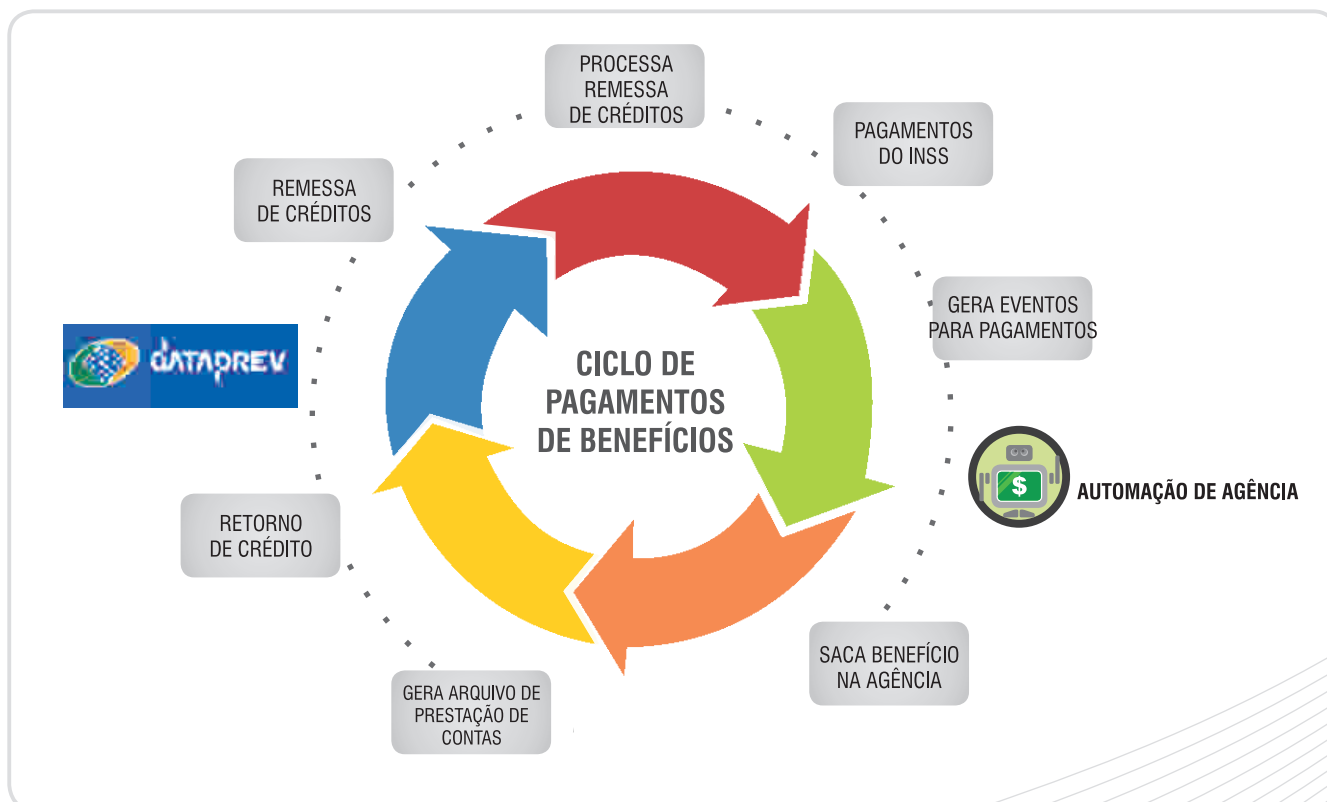 PROCESSA
REMESSA
DE CRÉDITOS
PAGAMENTOS
DO INSS
REMESSA
DE CRÉDITOS
GERA EVENTOS
PARA PAGAMENTOS
dataprev
CICLO DE
PAGAMENTOS
DE BENEFÍCIOS
$
AUTOMAÇÃO DE AGÊNCIA
RETORNO
DE CRÉDITO
SACA BENEFÍCIO
NA AGÊNCIA
GERA ARQUIVO DE
PRESTAÇÃO DE
CONTAS